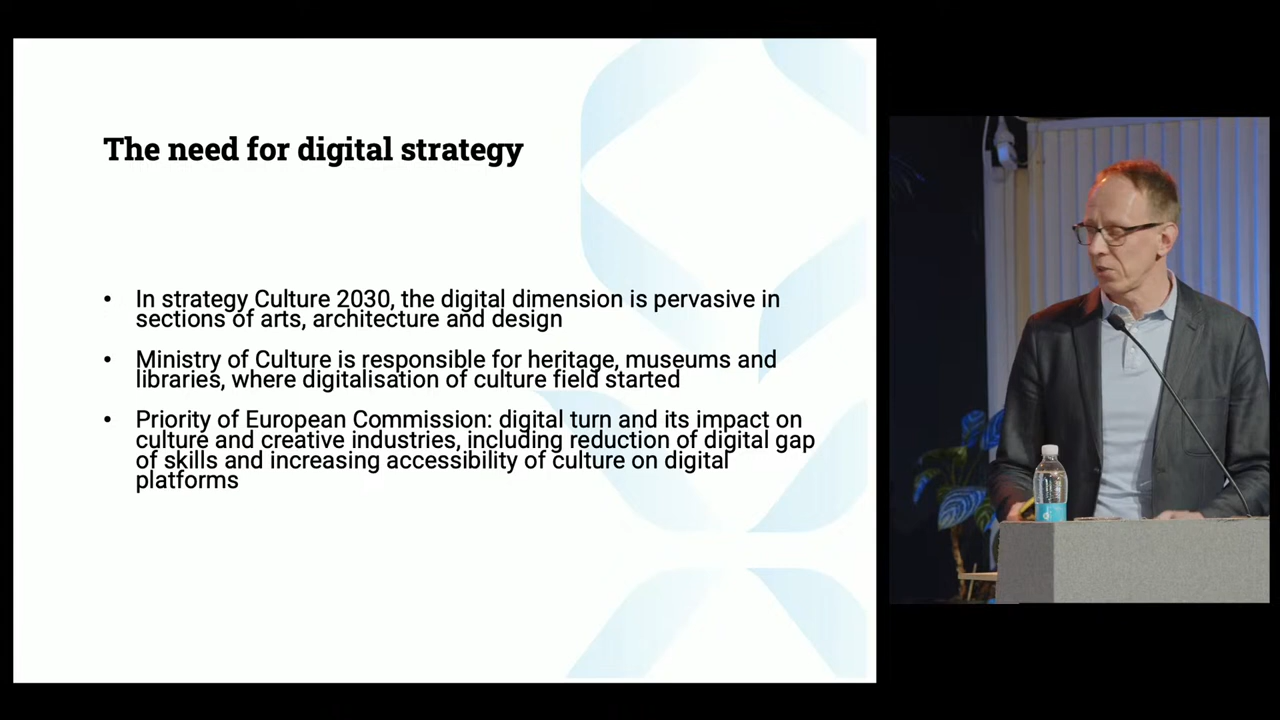 The need for digital strategy
• In strategy Culture 2030, the digital dimension is pervasive in
sections of arts, architecture and design
• Ministry of Culture is responsible for heritage, museums and
libraries, where digitalisation of culture field started
• Priority of European Commission: digital turn and its impact on
culture and creative industries, including reduction of digital gap
of skills and increasing accessibility of culture on digital
platforms